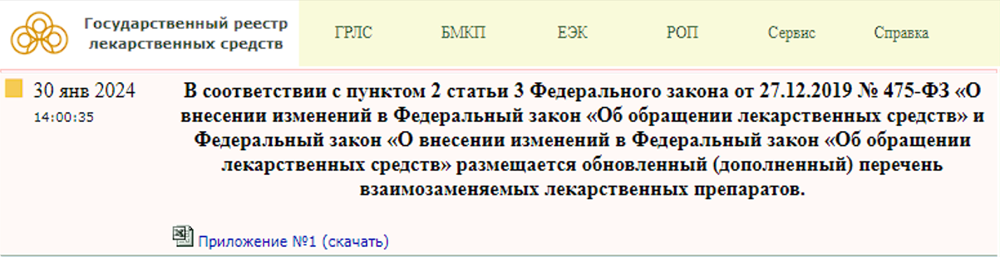 Государственный реестр
лекарственных средств
ГРЛС БМКП ЕЭК РОП Сервис Справка
30 янв 2024
14:00:35
В соответствии с пунктом 2 статьи 3 Федерального закона от 27.12.2019 № 475-ФЗ «О
внесении изменений в Федеральный закон «Об обращении лекарственных средств» и
Федеральный закон «О внесении изменений в Федеральный закон «Об обращении
лекарственных средств» размещается обновленный (дополненный) перечень
взаимозаменяемых лекарственных препаратов.
Приложение №1 (скачать)